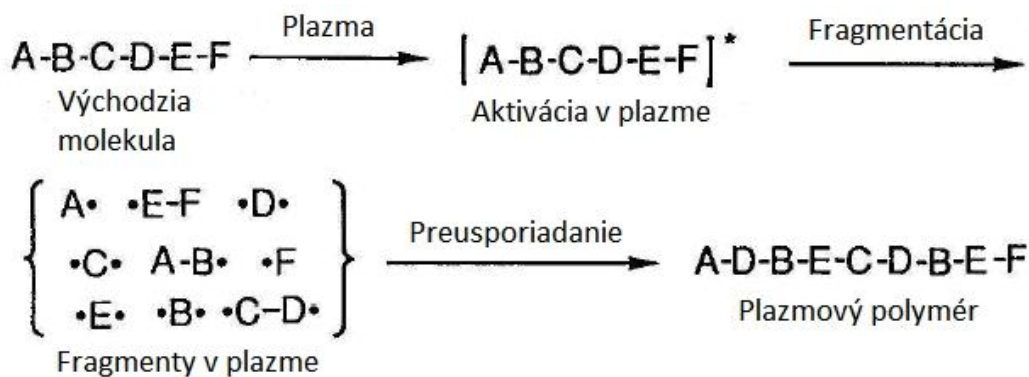 Plazma
Fragmentácia
A-B-C-D-E-F
[A-B-C-D-E-F]*
Východzia
molekula
Aktivácia v plazme
A• •E-F •D•
•C• A-B• •F
•E• •B• •C-D•
Preusporiadanie
A-D-B-E-C-D-B-E-F
Plazmový polymér
Fragmenty v plazme